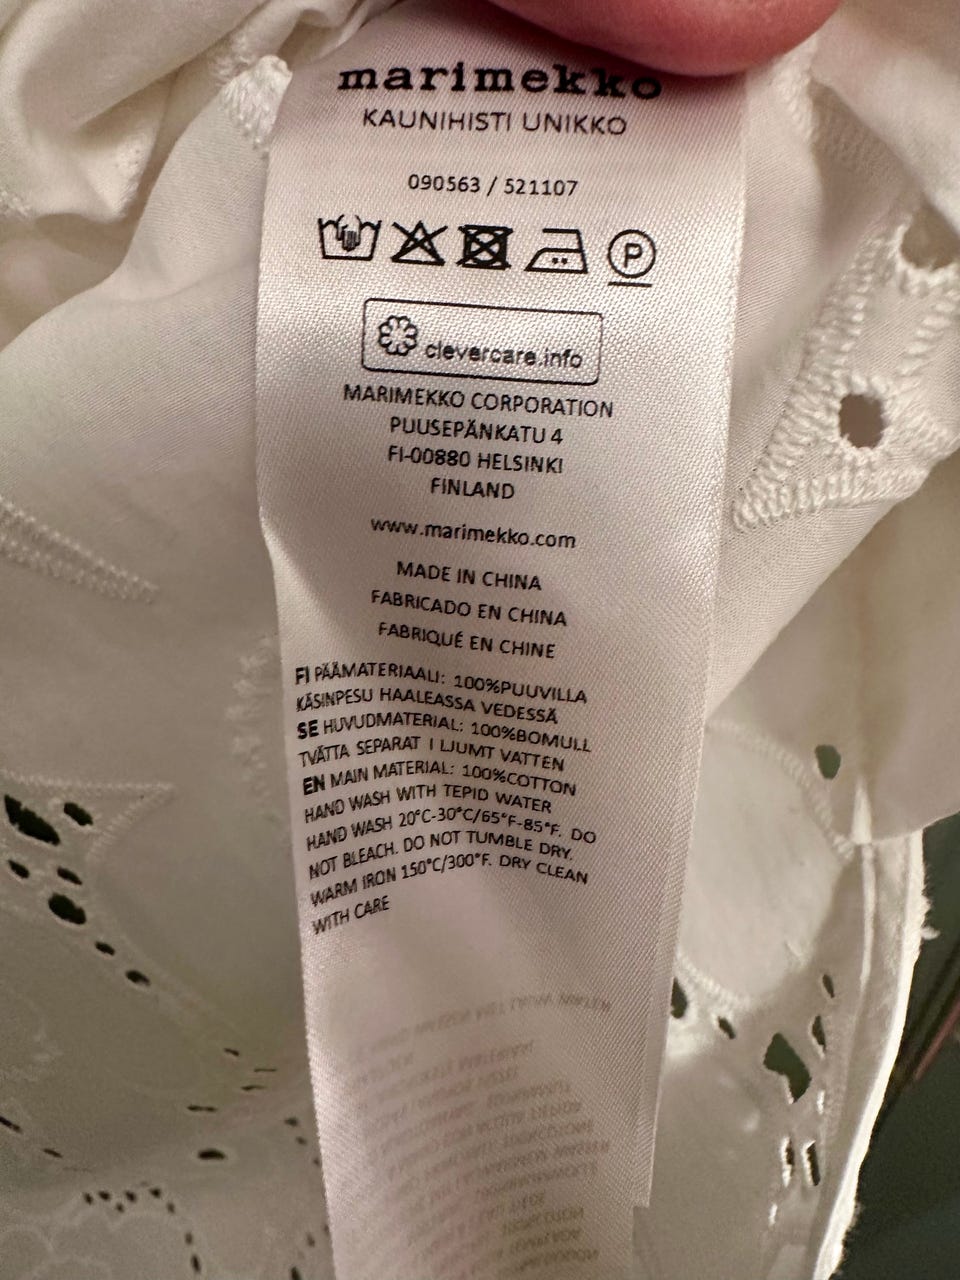 marimekko
KAUNIHISTI UNIKKO
090563 / 521107
P
clevercare.info
MARIMEKKO CORPORATION
PUUSEPÄNKATU 4
FI-00880 HELSINKI
FINLAND
www.marimekko.com
MADE IN CHINA
FABRICADO EN CHINA
FABRIQUÉ EN CHINE
FI PÄÄMATERIAALI: 100%PUUVILLA
KÄSINPESU HAALEASSA VEDESSÄ
SE HUVUDMATERIAL: 100%BOMULL
TVÄTTA SEPARAT I LJUMT VATTEN
EN MAIN MATERIAL: 100%COTTON
HAND WASH WITH TEPID WATER
HAND WASH 20°C-30°C/65°F-85°F. DO
NOT BLEACH. DO NOT TUMBLE DRY.
WARM IRON 150°C/300°F. DRY CLEAN
WITH CARE